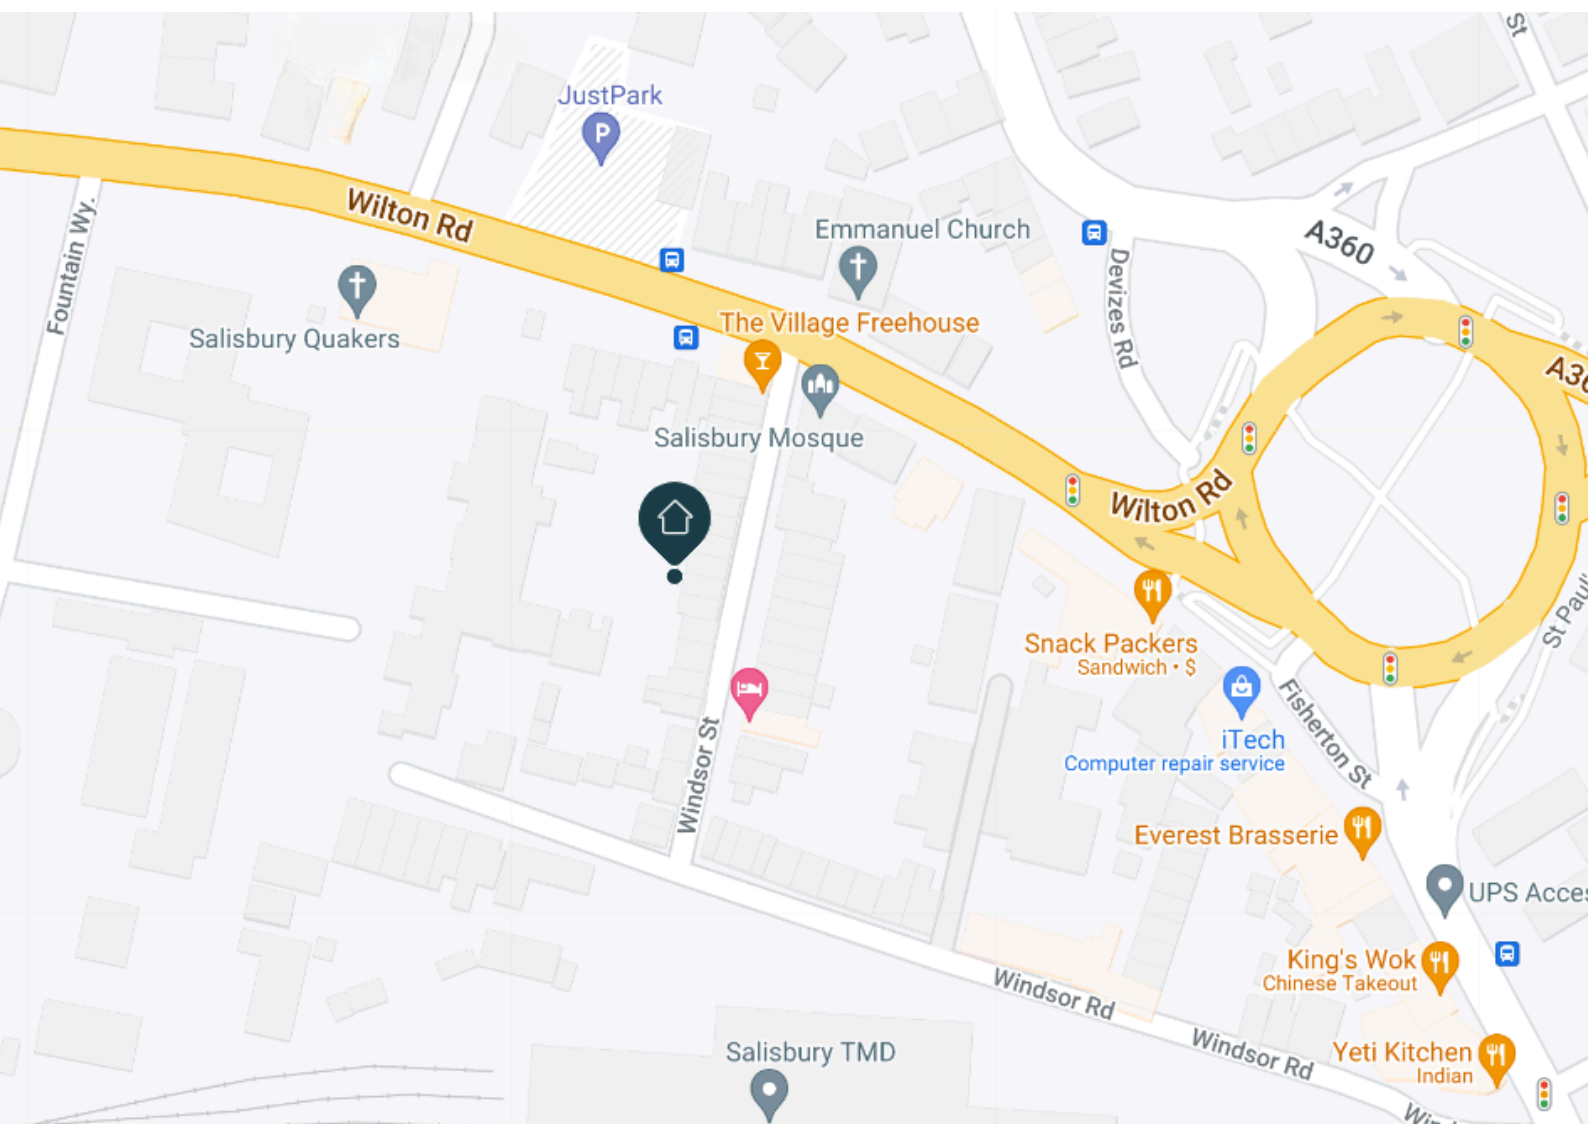 St
JustPark
P
Wilton Rd
Fountain Wy.
Emmanuel Church
A360
Devizes Rd
Salisbury Quakers
The Village Freehouse
Salisbury Mosque
Wilton Rd
Snack Packers
Sandwich • $
Fisherton St
iTech
Computer repair service
Windsor St
Everest Brasserie
King's Wok
Chinese Takeout
Windsor Rd
Windsor Rd
Yeti Kitchen
Indian
Salisbury TMD